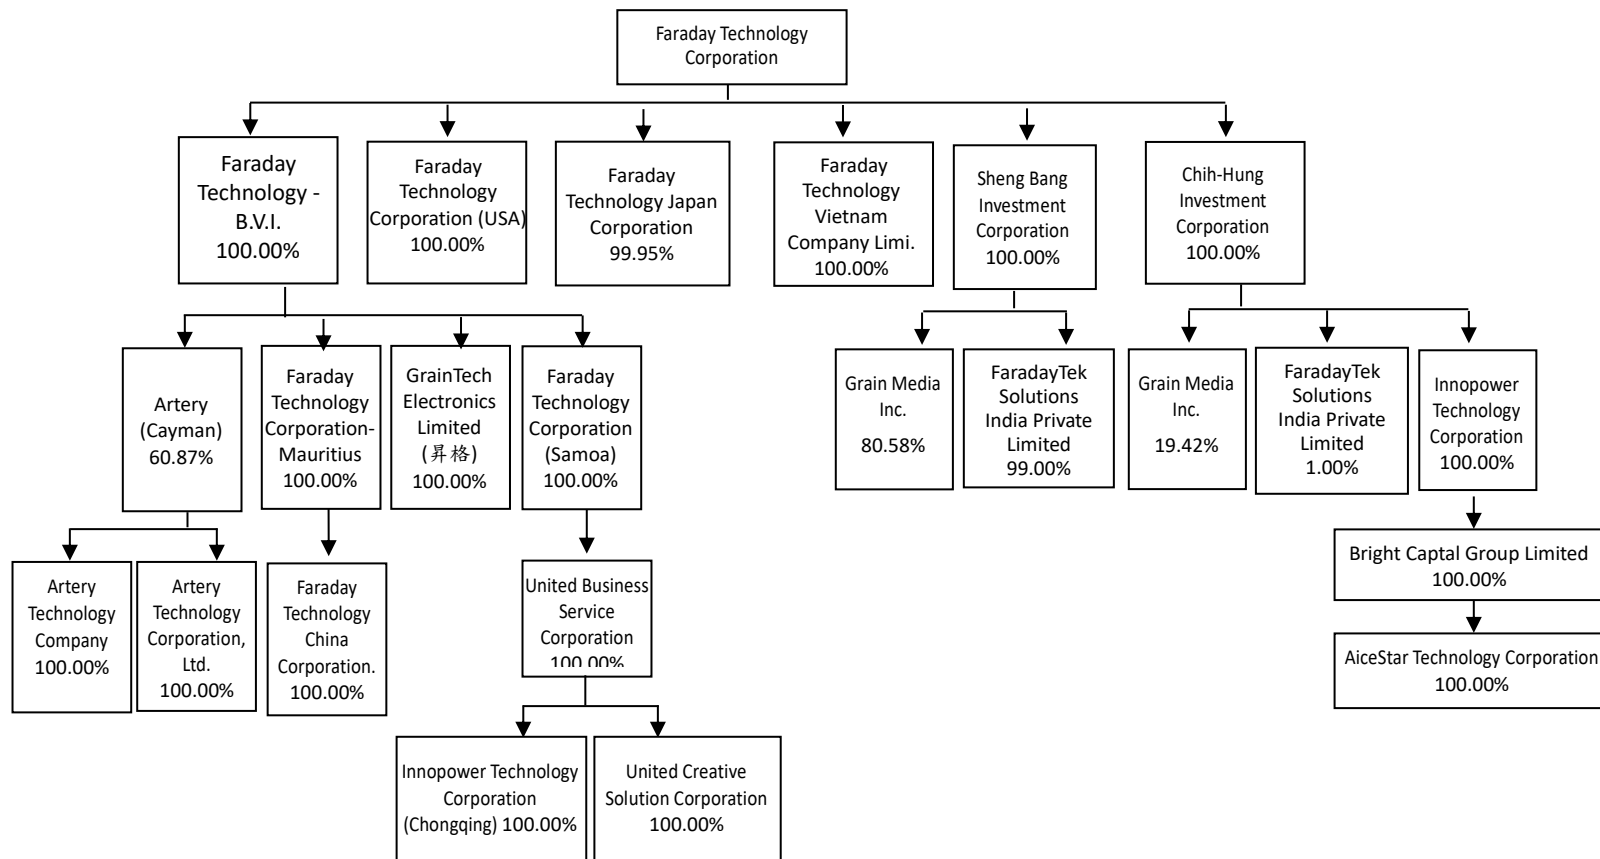 Faraday Technology
Corporation
Faraday
Technology -
B.V.I.
100.00%
Faraday
Technology
Corporation (USA)
100.00%
Faraday
Technology Japan
Corporation
99.95%
Faraday
Technology
Vietnam
Company Limi.
100.00%
Sheng Bang
Investment
Corporation
100.00%
Chih-Hung
Investment
Corporation
100.00%
Artery
(Cayman)
60.87%
Faraday
Technology
Corporation-
Mauritius
100.00%
GrainTech
Electronics
Limited
(昇格)
100.00%
Faraday
Technology
Corporation
(Samoa)
100.00%
Grain Media
Inc.
80.58%
FaradayTek
Solutions
India Private
Limited
99.00%
Grain Media
Inc.
19.42%
FaradayTek
Solutions
India Private
Limited
1.00%
Innopower
Technology
Corporation
100.00%
Artery
Technology
Company
100.00%
Artery
Technology
Corporation,
Ltd.
100.00%
Faraday
Technology
China
Corporation.
100.00%
United Business
Service
Corporation
100.00%
Bright Captal Group Limited
100.00%
AiceStar Technology Corporation
100.00%
Innopower Technology
Corporation
(Chongqing) 100.00%
United Creative
Solution Corporation
100.00%